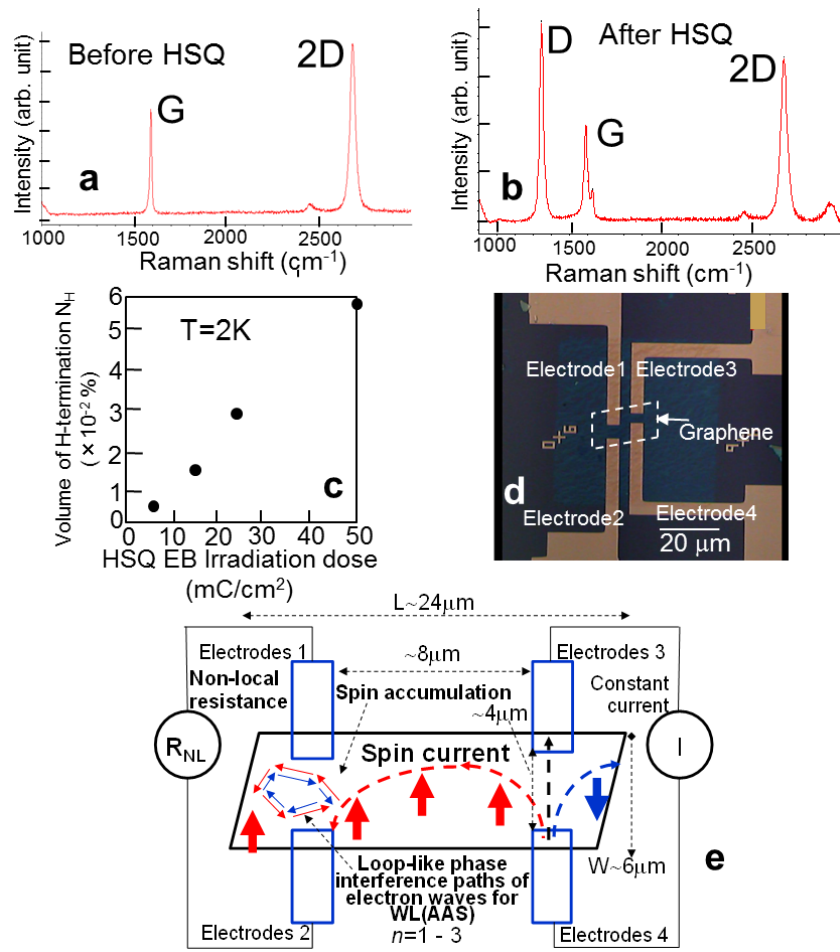 Before HSQ
2D
G
a
Intensity (arb. unit)
1000 1500 2000 2500
Raman shift (cm-1)
After HSQ
D
2D
G
b
Intensity (arb. unit)
1000 1500 2000 2500
Raman shift (cm-1)
6
5
4
3
2
1
0
T=2K
c
Volume of H-termination NH
(×10-2 %)
0 10 20 30 40 50
HSQ EB Irradiation dose
(mC/cm2)
Electrode1 Electrode3
Graphene
d
Electrode2 Electrode4
20 μm
L~24μm
Electrodes 1
Electrodes 3
~8μm
Non-local
resistance
Spin accumulation
Constant
current
~4μm
RNL
Spin current
I
W~6μm
Loop-like phase
interference paths of
electron waves for
WL(AAS)
n=1 - 3
Electrodes 2
Electrodes 4
e